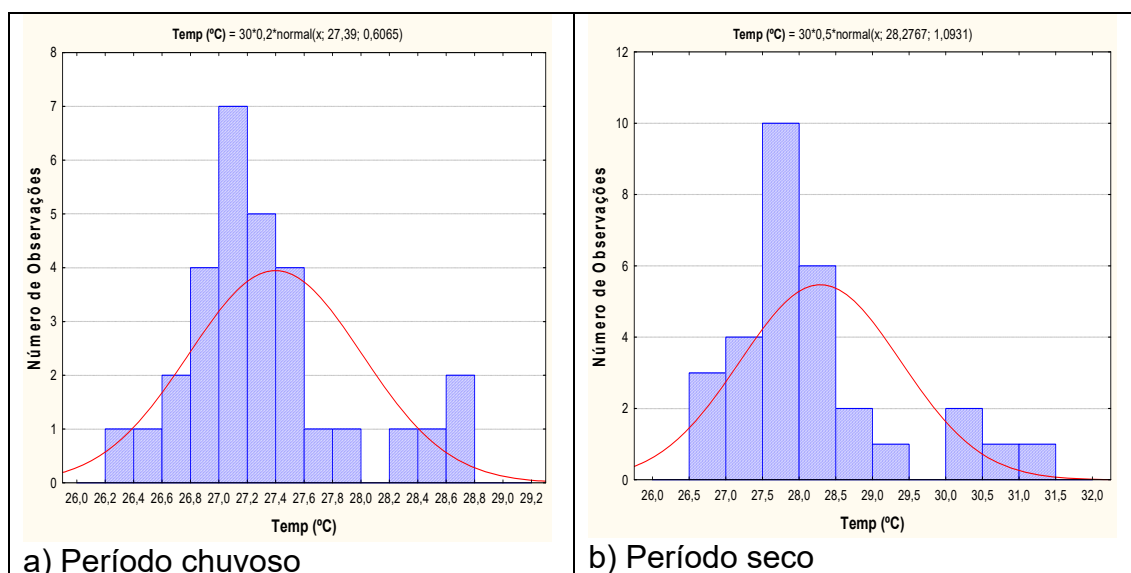 Temp (ºC) = 30*0,2*normal(x; 27,39; 0,6065)
8
7
6
5
4
3
2
1
0
Número de Observações
26,0 26,2 26,4 26,6 26,8 27,0 27,2 27,4 27,6 27,8 28,0 28,2 28,4 28,6 28,8 29,0 29,2
Temp (ºC)
a) Período chuvoso
Temp (ºC) = 30*0,5*normal(x; 28,2767; 1,0931)
12
10
8
6
4
2
0
Número de Observações
26,0 26,5 27,0 27,5 28,0 28,5 29,0 29,5 30,0 30,5 31,0 31,5 32,0
Temp (ºC)
b) Período seco